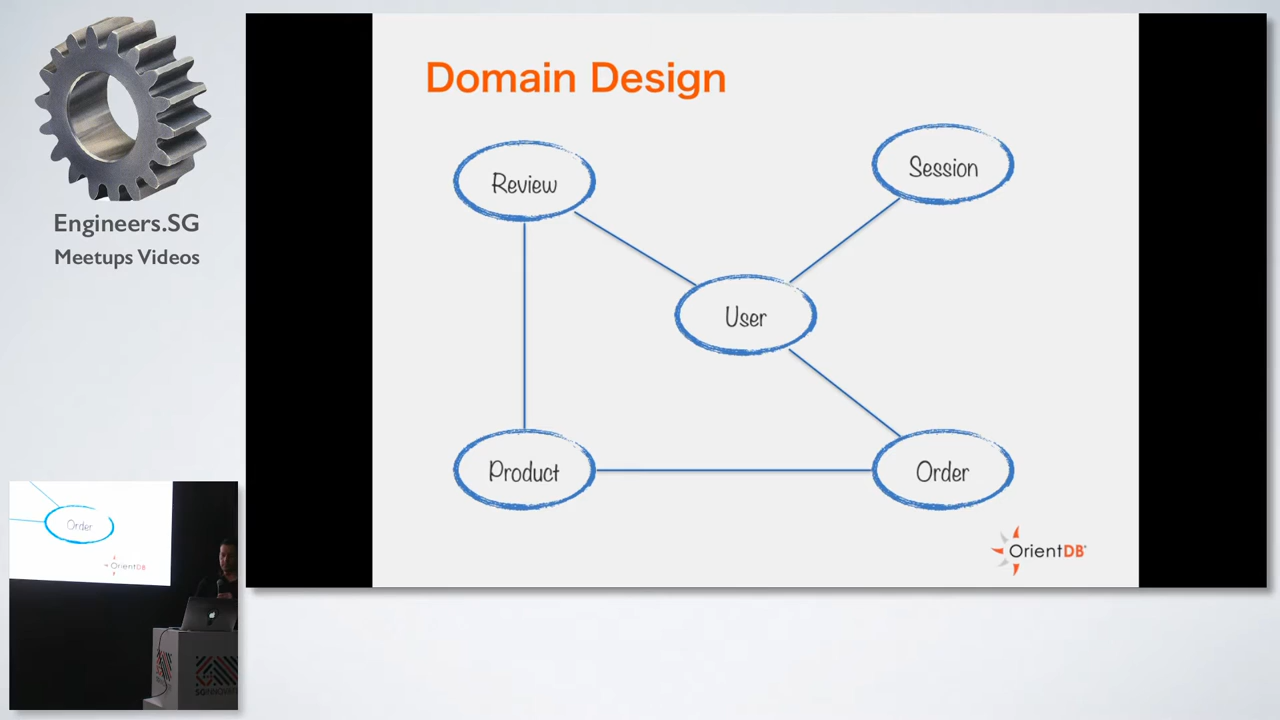 Engineers.SG
Meetups Videos
Domain Design
Review
Session
User
Product
Order
OrientDB
Order
OrientDB